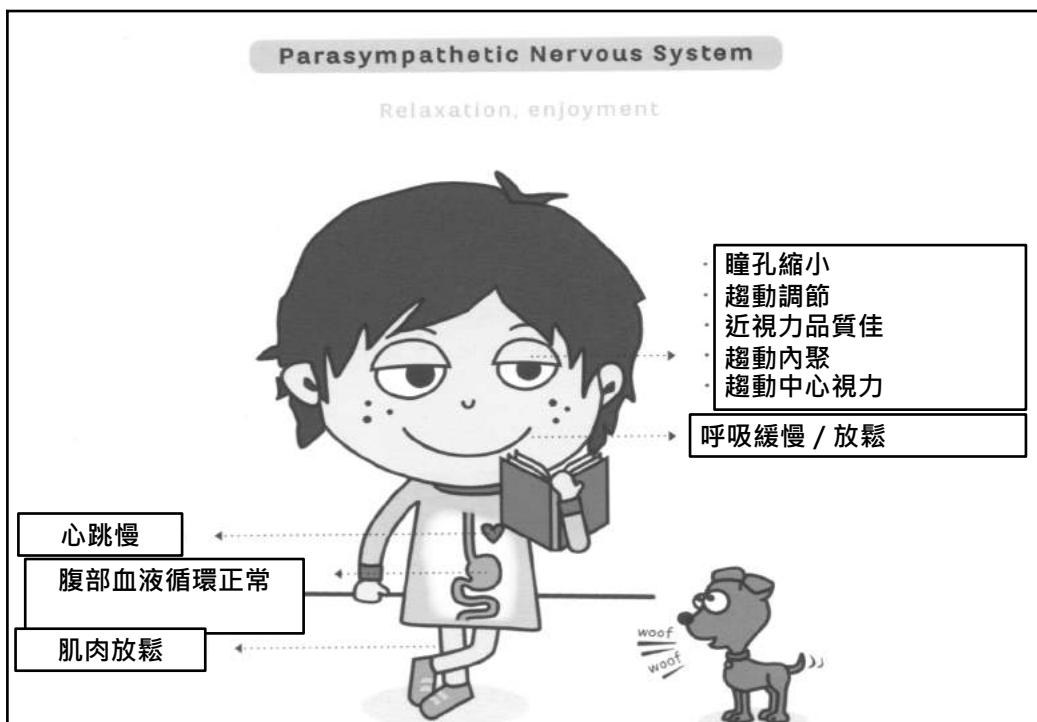 Parasympathetic Nervous System
Relaxation, enjoyment
· 瞳孔縮小
· 趨動調節
· 近視力品質佳
· 趨動內聚
· 趨動中心視力
呼吸緩慢 / 放鬆
心跳慢
腹部血液循環正常
肌肉放鬆
woof
woof